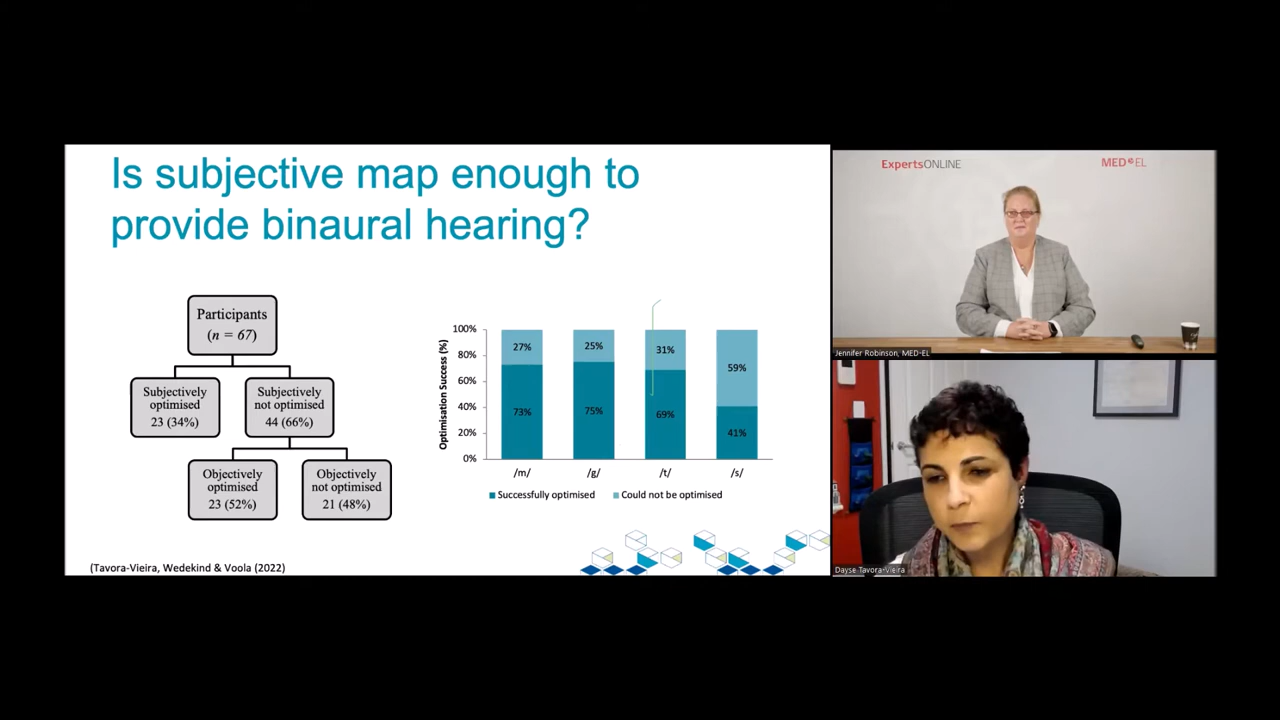 Is subjective map enough to
provide binaural hearing?
Participants
(n = 67)
Subjectively
optimised
23 (34%)
Subjectively
not optimised
44 (66%)
Objectively
optimised
23 (52%)
Objectively
not optimised
21 (48%)
Optimisation Success (%)
100%
80%
60%
40%
20%
0%
27%
25%
31%
59%
73%
75%
69%
41%
/m/
/g/
/t/
/s/
Successfully optimised
Could not be optimised
(Tavora-Vieira, Wedekind & Voola (2022)
ExpertsONLINE
MED EL
Jennifer Robinson, MED-EL
Dayse Tavora-Vieira